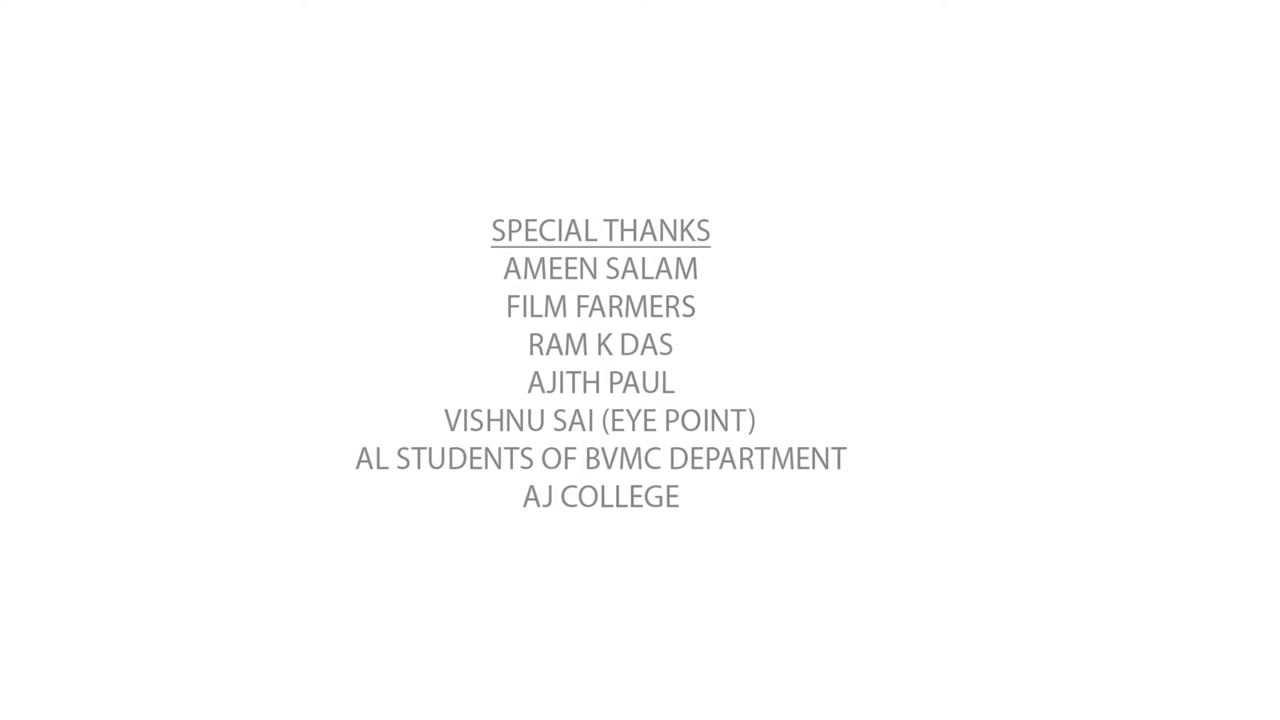 SPECIAL THANKS
AMEEN SALAM
FILM FARMERS
RAM K DAS
AJITH PAUL
VISHNU SAI (EYE POINT)
AL STUDENTS OF BVMC DEPARTMENT
AJ COLLEGE